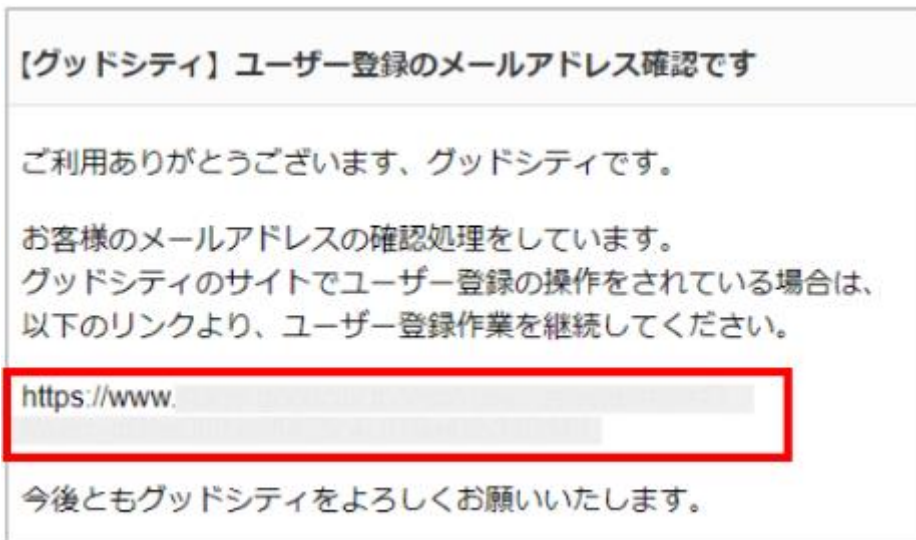 【グッドシティ】ユーザー登録のメールアドレス確認です
ご利用ありがとうございます、グッドシティです。
お客様のメールアドレスの確認処理をしています。
グッドシティのサイトでユーザー登録の操作をされている場合は、
以下のリンクより、ユーザー登録作業を継続してください。
https://www.
今後ともグッドシティをよろしくお願いいたします。